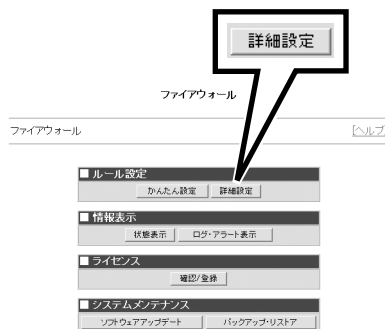 詳細設定
ファイアウォール
ファイアウォール [ヘルプ]
■ ルール設定
かんたん設定 詳細設定
■ 情報表示
状態表示 ログ・アラート表示
■ ライセンス
確認/登録
■ システムメンテナンス
ソフトウェアアップデート バックアップ・リストア